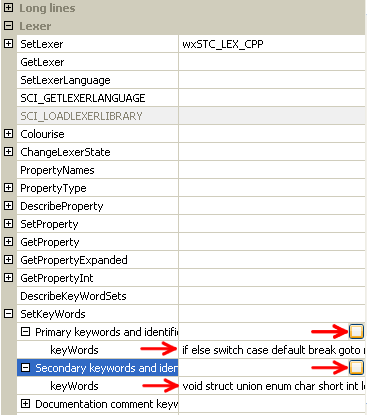 Long lines
Lexer
SetLexer wxSTC_LEX_CPP
GetLexer
SetLexerLanguage
SCI_GETLEXERLANGUAGE
SCI_LOADLEXERLIBRARY
Colourise
ChangeLexerState
PropertyNames
PropertyType
DescribeProperty
SetProperty
GetProperty
GetPropertyExpanded
GetPropertyInt
DescribeKeyWordSets
SetKeyWords
Primary keywords and identifie
keyWords if else switch case default break goto
Secondary keywords and iden
keyWords void struct union enum char short int
Documentation comment keyw